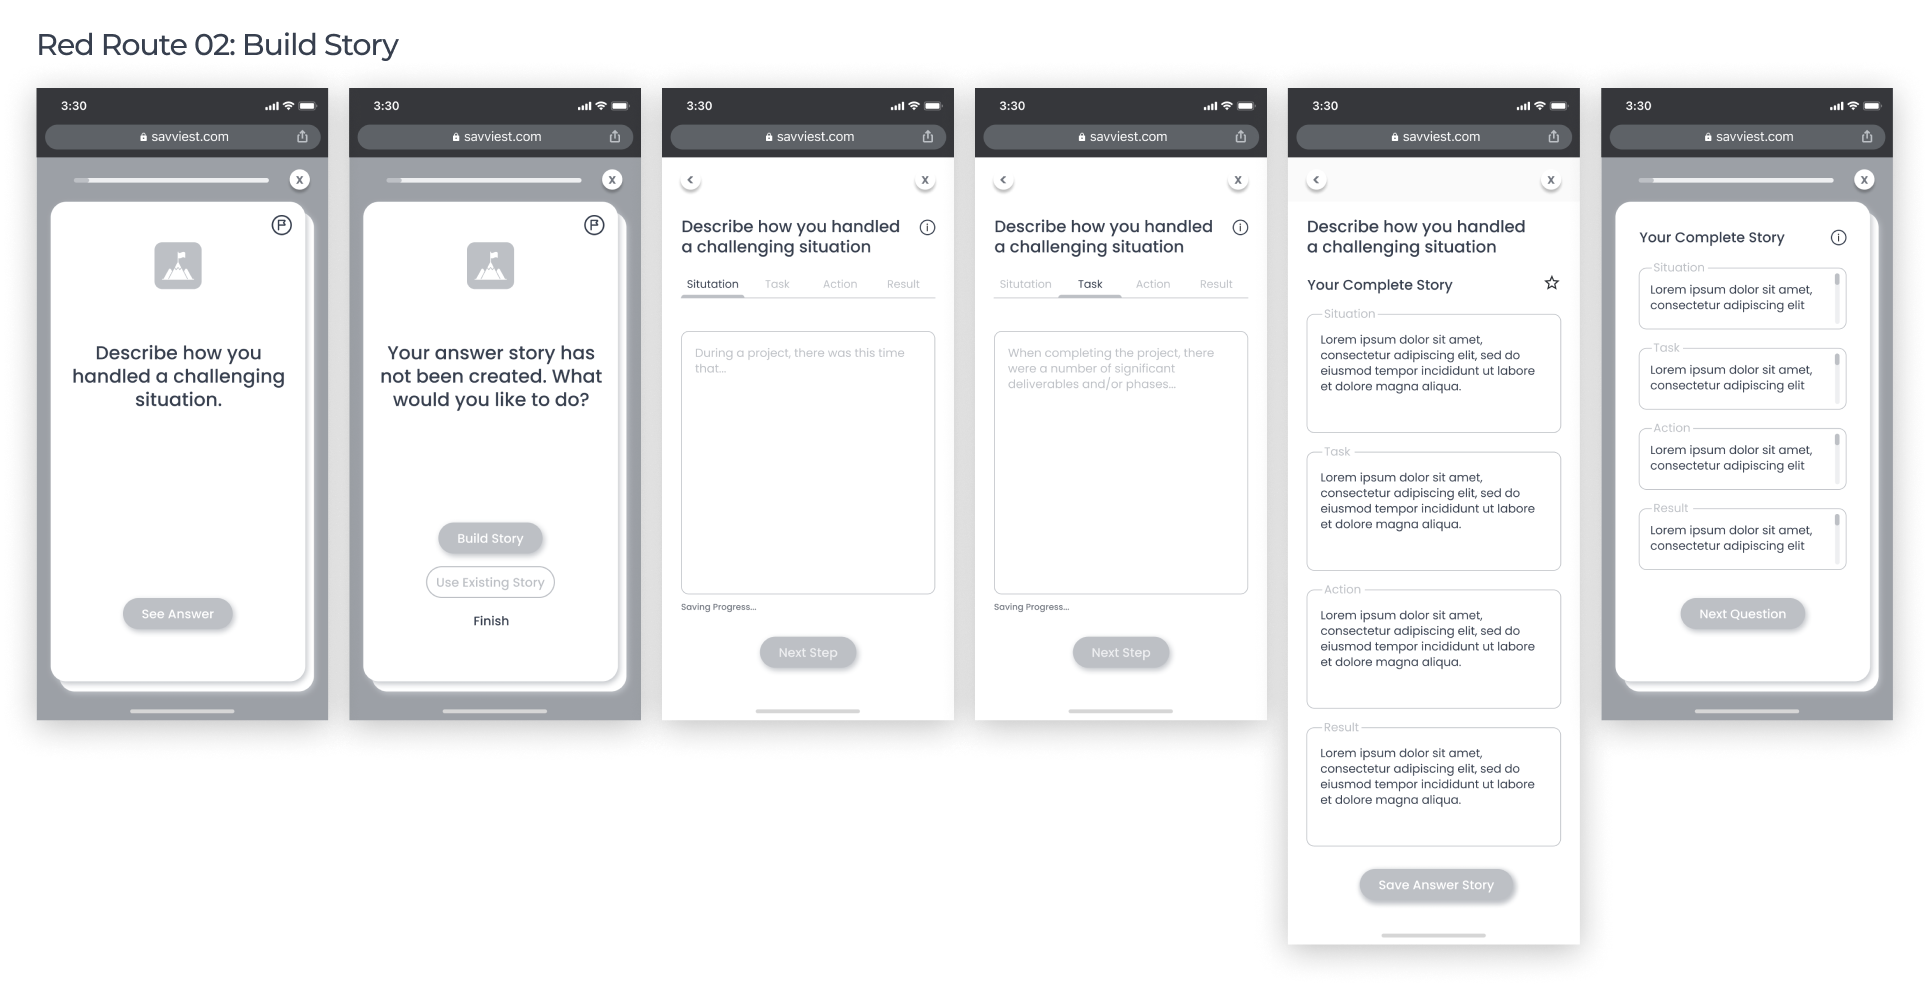 Red Route 02: Build Story
3:30
savviest.com
X
Describe how you
handled a challenging
situation.
See Answer
3:30
savviest.com
X
Your answer story has
not been created. What
would you like to do?
Build Story
Use Existing Story
Finish
3:30
savviest.com
<
X
Describe how you handled
a challenging situation
i
Situtation Task Action Result
During a project, there was this time
that...
Saving Progress...
Next Step
3:30
savviest.com
<
X
Describe how you handled
a challenging situation
i
Situtation Task Action Result
When completing the project, there
were a number of significant
deliverables and/or phases...
Saving Progress...
Next Step
3:30
savviest.com
<
X
Describe how you handled
a challenging situation
Your Complete Story
Situation
Lorem ipsum dolor sit amet,
consectetur adipiscing elit, sed do
eiusmod tempor incididunt ut labore
et dolore magna aliqua.
Task
Lorem ipsum dolor sit amet,
consectetur adipiscing elit, sed do
eiusmod tempor incididunt ut labore
et dolore magna aliqua.
Action
Lorem ipsum dolor sit amet,
consectetur adipiscing elit, sed do
eiusmod tempor incididunt ut labore
et dolore magna aliqua.
Result
Lorem ipsum dolor sit amet,
consectetur adipiscing elit, sed do
eiusmod tempor incididunt ut labore
et dolore magna aliqua.
Save Answer Story
3:30
savviest.com
X
Your Complete Story
i
Situation
Lorem ipsum dolor sit amet,
consectetur adipiscing elit
Task
Lorem ipsum dolor sit amet,
consectetur adipiscing elit
Action
Lorem ipsum dolor sit amet,
consectetur adipiscing elit
Result
Lorem ipsum dolor sit amet,
consectetur adipiscing elit
Next Question